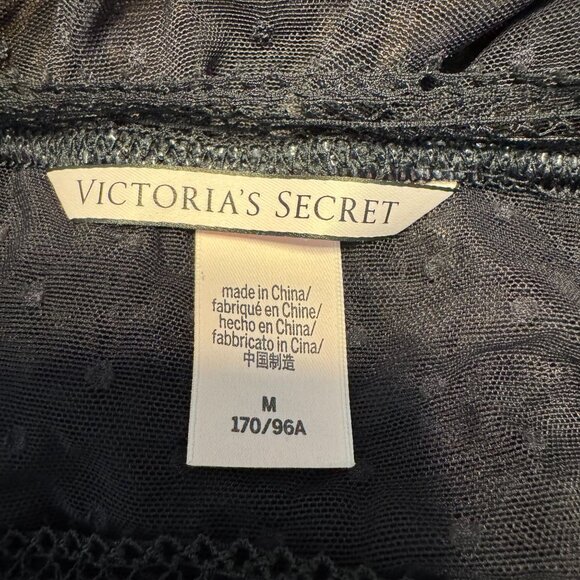 VICTORIA'S SECRET
made in China/
fabriqué en Chine/
hecho en China/
fabbricato in Cina/
中国制造
M
170/96A